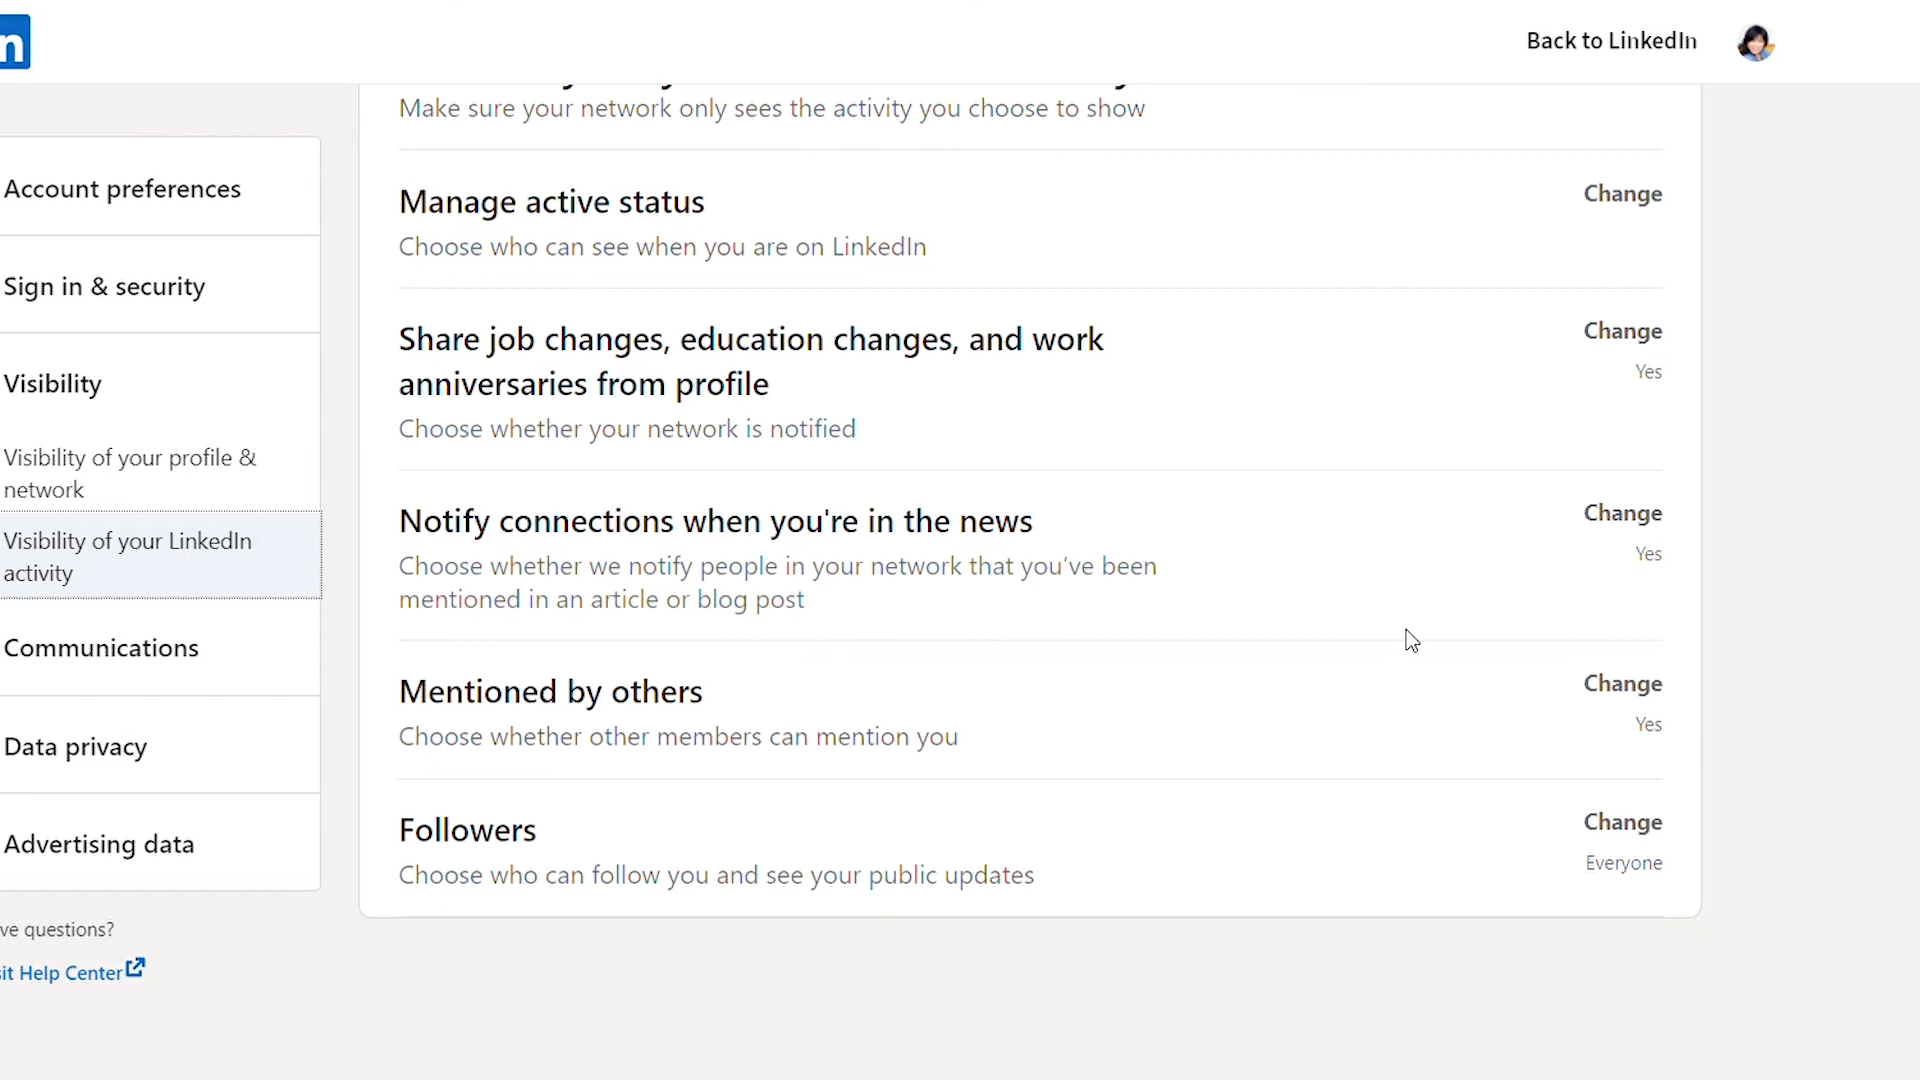 in
Back to LinkedIn
Make sure your network only sees the activity you choose to show
Account preferences
Sign in & security
Visibility
Visibility of your profile &
network
Visibility of your LinkedIn
activity
Communications
Data privacy
Advertising data
ve questions?
sit Help Center
Manage active status
Change
Choose who can see when you are on LinkedIn
Share job changes, education changes, and work
anniversaries from profile
Change
Yes
Choose whether your network is notified
Notify connections when you're in the news
Change
Yes
Choose whether we notify people in your network that you’ve been
mentioned in an article or blog post
Mentioned by others
Change
Yes
Choose whether other members can mention you
Followers
Change
Everyone
Choose who can follow you and see your public updates